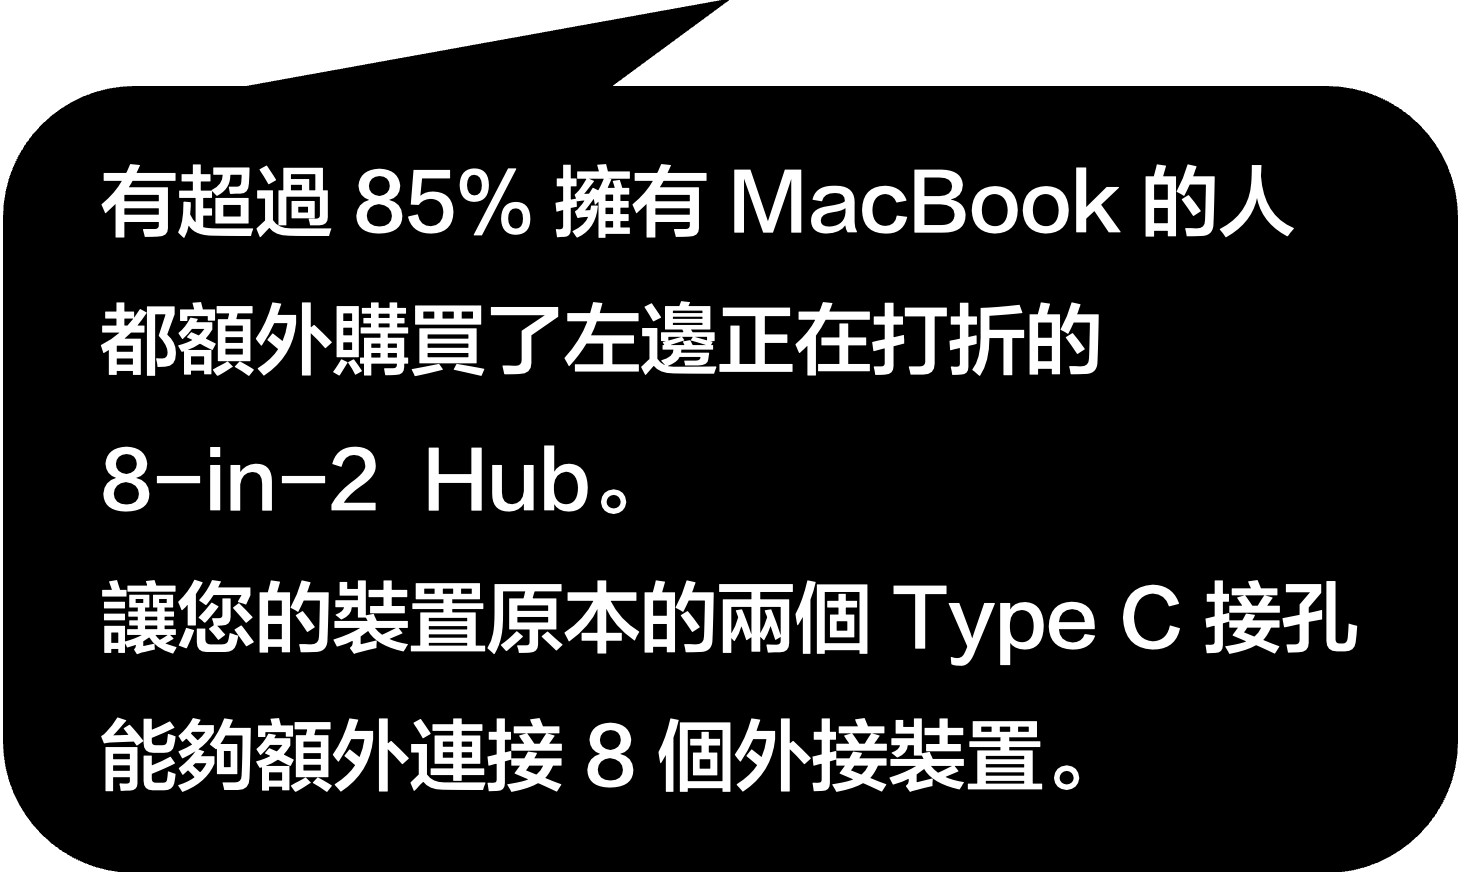 有超過 85% 擁有 MacBook 的人
都額外購買了左邊正在打折的
8-in-2 Hub。
讓您的裝置原本的兩個 Type C 接孔
能夠額外連接 8 個外接裝置。